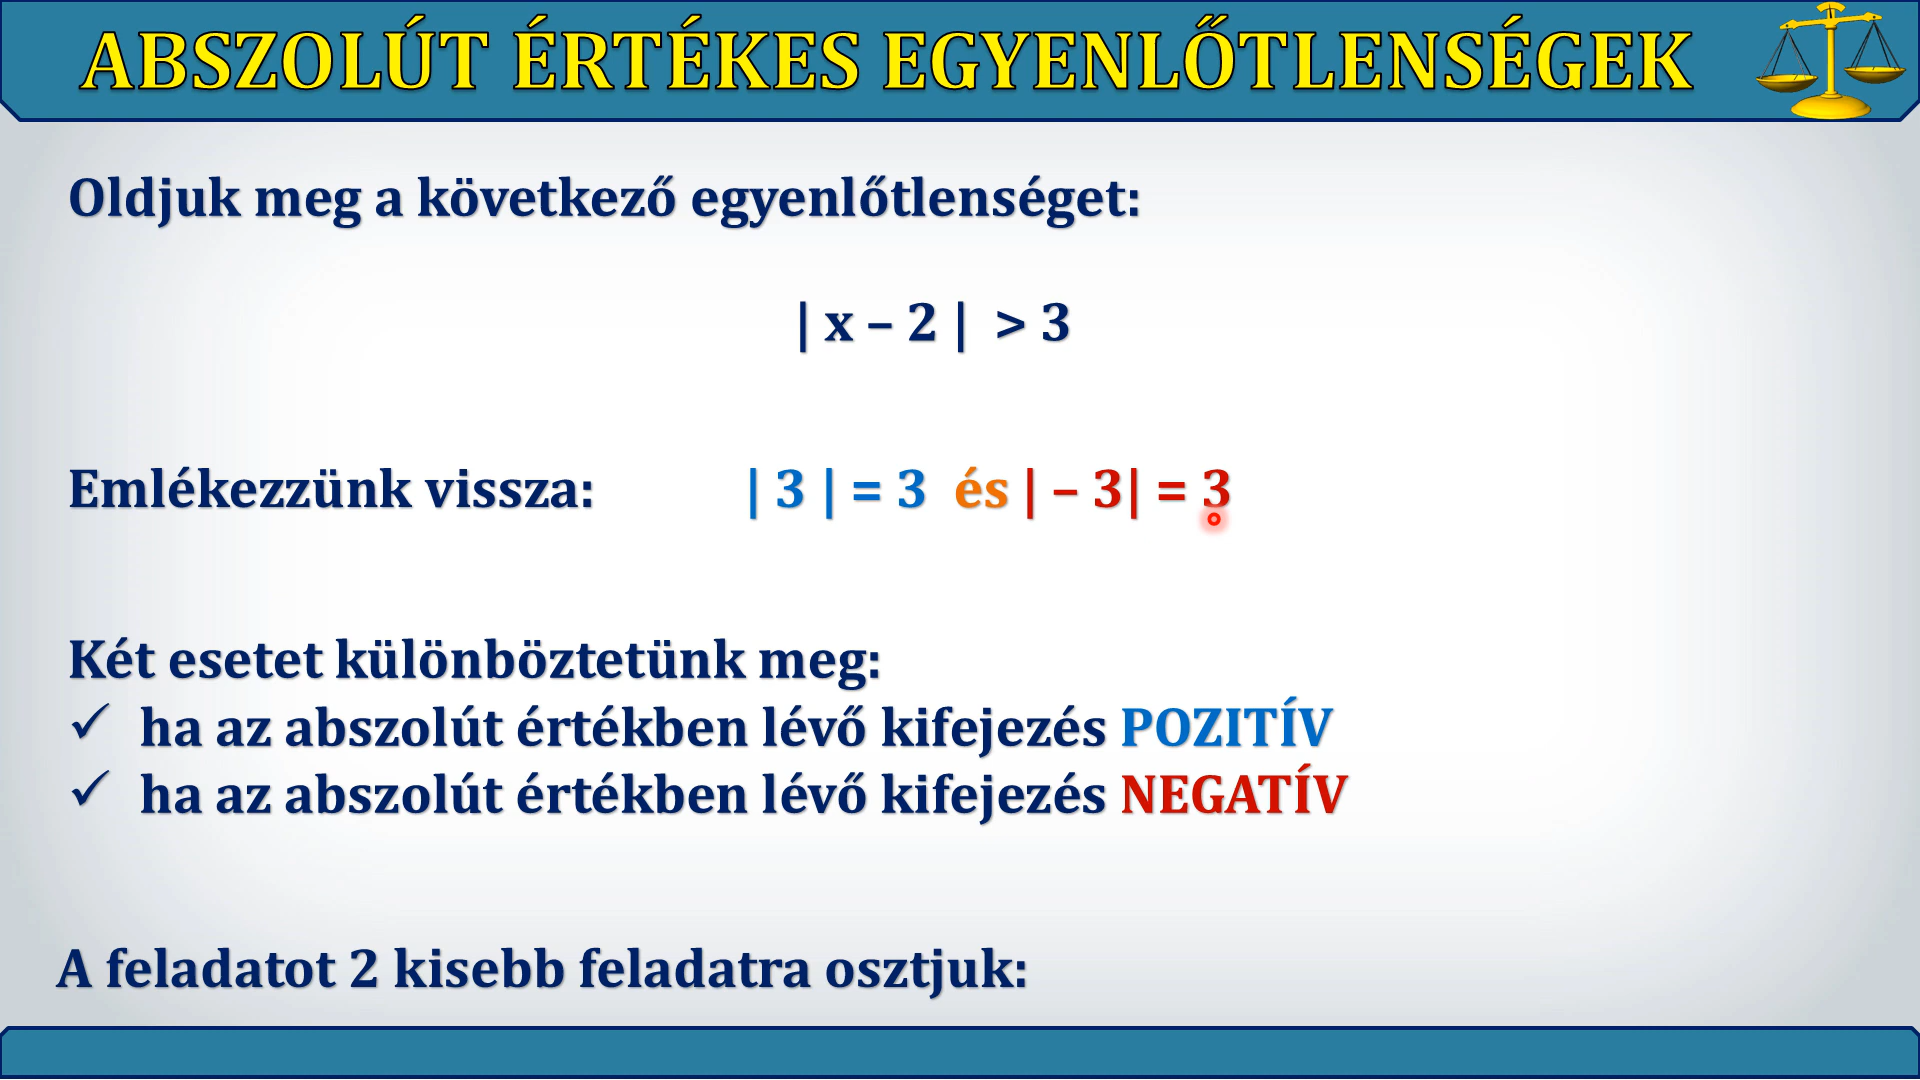 ABSZOLÚT ÉRTÉKES EGYENLŐTLENSÉGEK
Oldjuk meg a következő egyenlőtlenséget:
| x – 2 | > 3
Emlékezzünk vissza: | 3 | = 3 és | – 3| = 3
Két esetet különböztetünk meg:
✓ ha az abszolút értékben lévő kifejezés POZITÍV
✓ ha az abszolút értékben lévő kifejezés NEGATÍV
A feladatot 2 kisebb feladatra osztjuk: